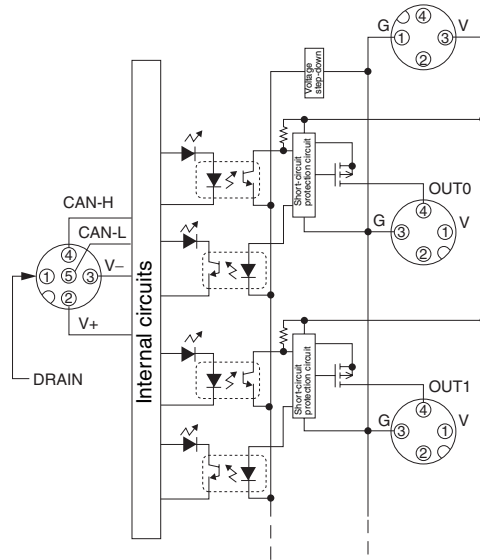 4
G
1
3
V
2
Voltage
step-down
Short-circuit
protection circuit
OUT0
4
G
3
1
V
2
CAN-H
CAN-L
4
1
5
3
V–
2
V+
DRAIN
Internal circuits
Short-circuit
protection circuit
OUT1
4
G
3
1
V
2